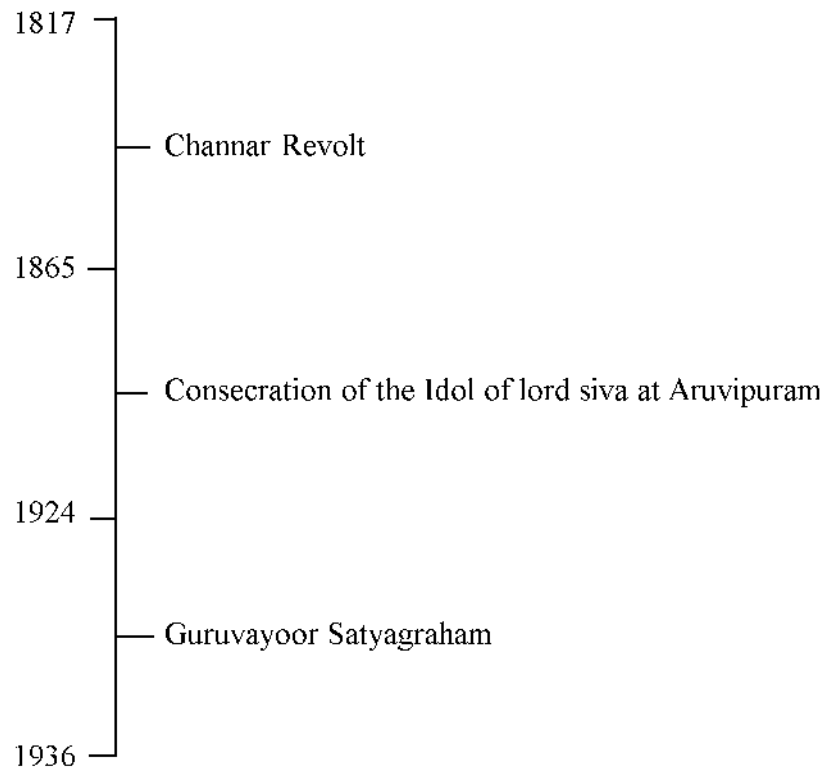 1817
Channar Revolt
1865
Consecration of the Idol of lord siva at Aruvipuram
1924
Guruvayoor Satyagraham
1936